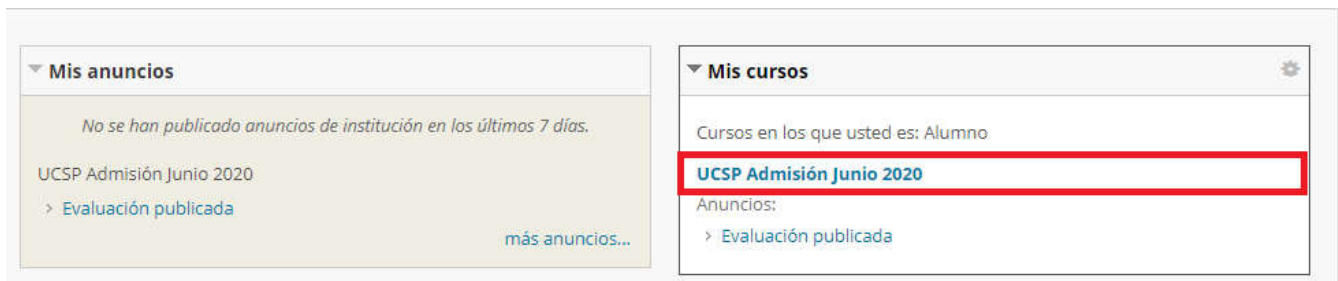 Mis anuncios
No se han publicado anuncios de institución en los últimos 7 días.
UCSP Admisión Junio 2020
> Evaluación publicada
más anuncios...
Mis cursos
Cursos en los que usted es: Alumno
UCSP Admisión Junio 2020
Anuncios:
> Evaluación publicada